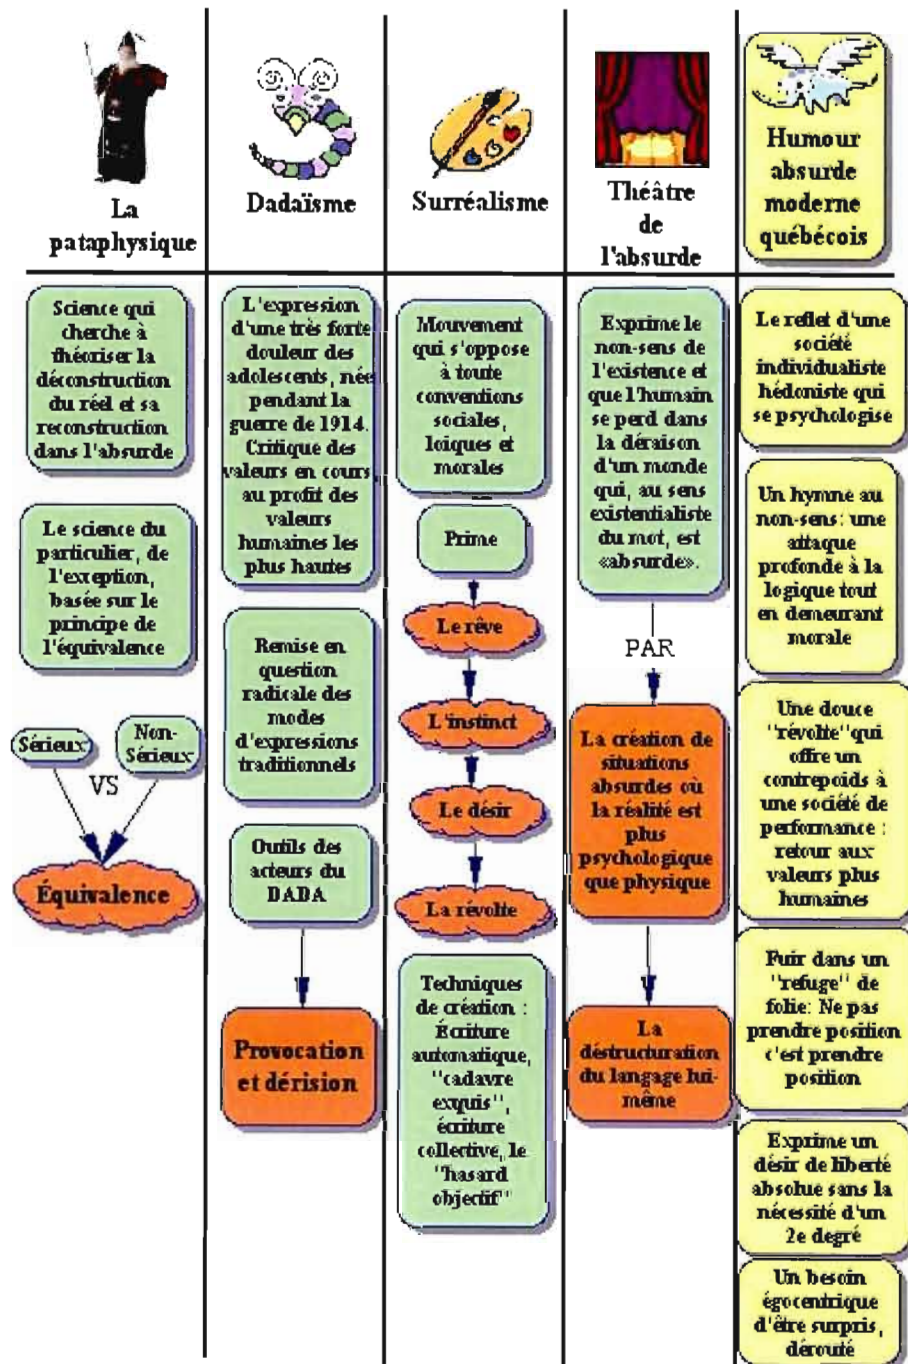 La
pataphysique
Science qui
cherche à
théoriser la
déconstruction
du réel et sa
reconstruction
dans l'absurde
Le science du
particulier, de
l'exception,
basée sur le
principe de
l'équivalence
Sérieux
Non-
Sérieux
VS
Équivalence
Dadaïsme
L'expression
d'une très forte
douleur des
adolescents, née
pendant la
guerre de 1914.
Critique des
valeurs en cours,
au profit des
valeurs
humaines les
plus hautes
Remise en
question
radicale des
modes
d'expressions
traditionnels
Outils des
acteurs du
DADA
Provocation
et dérision
Surréalisme
Mouvement
qui s'oppose
à toute
conventions
sociales,
loiques et
morales
Prime
Le rêve
L'instinct
Le désir
La révolte
Techniques
de création :
Écriture
automatique,
"cadavre
exquis",
écriture
collective, le
"hasard
objectif"
Théâtre
de
l'absurde
Exprime le
non-sens de
l'existence et
que l'humain
se perd dans
la déraison
d'un monde
qui, au sens
existentialiste
du mot, est
«absurde».
PAR
La création de
situations
absurdes où
la réalité est
plus
psychologique
que physique
La
déstructuration
du langage lui-
même
Humour
absurde
moderne
québécois
Le reflet d'une
société
individualiste
hédoniste qui
se psychologise
Un hymne au
non-sens: une
attaque
profonde à la
logique tout
en demeurant
morale
Une douce
"révolte" qui
offre un
contrepoids à
une société de
performance :
retour aux
valeurs plus
humaines
Fuir dans un
"refuge" de
folie: Ne pas
prendre position
c'est prendre
position
Exprime un
désir de liberté
absolue sans la
nécessité d'un
2e degré
Un besoin
égocentrique
d'être surpris,
dérouté